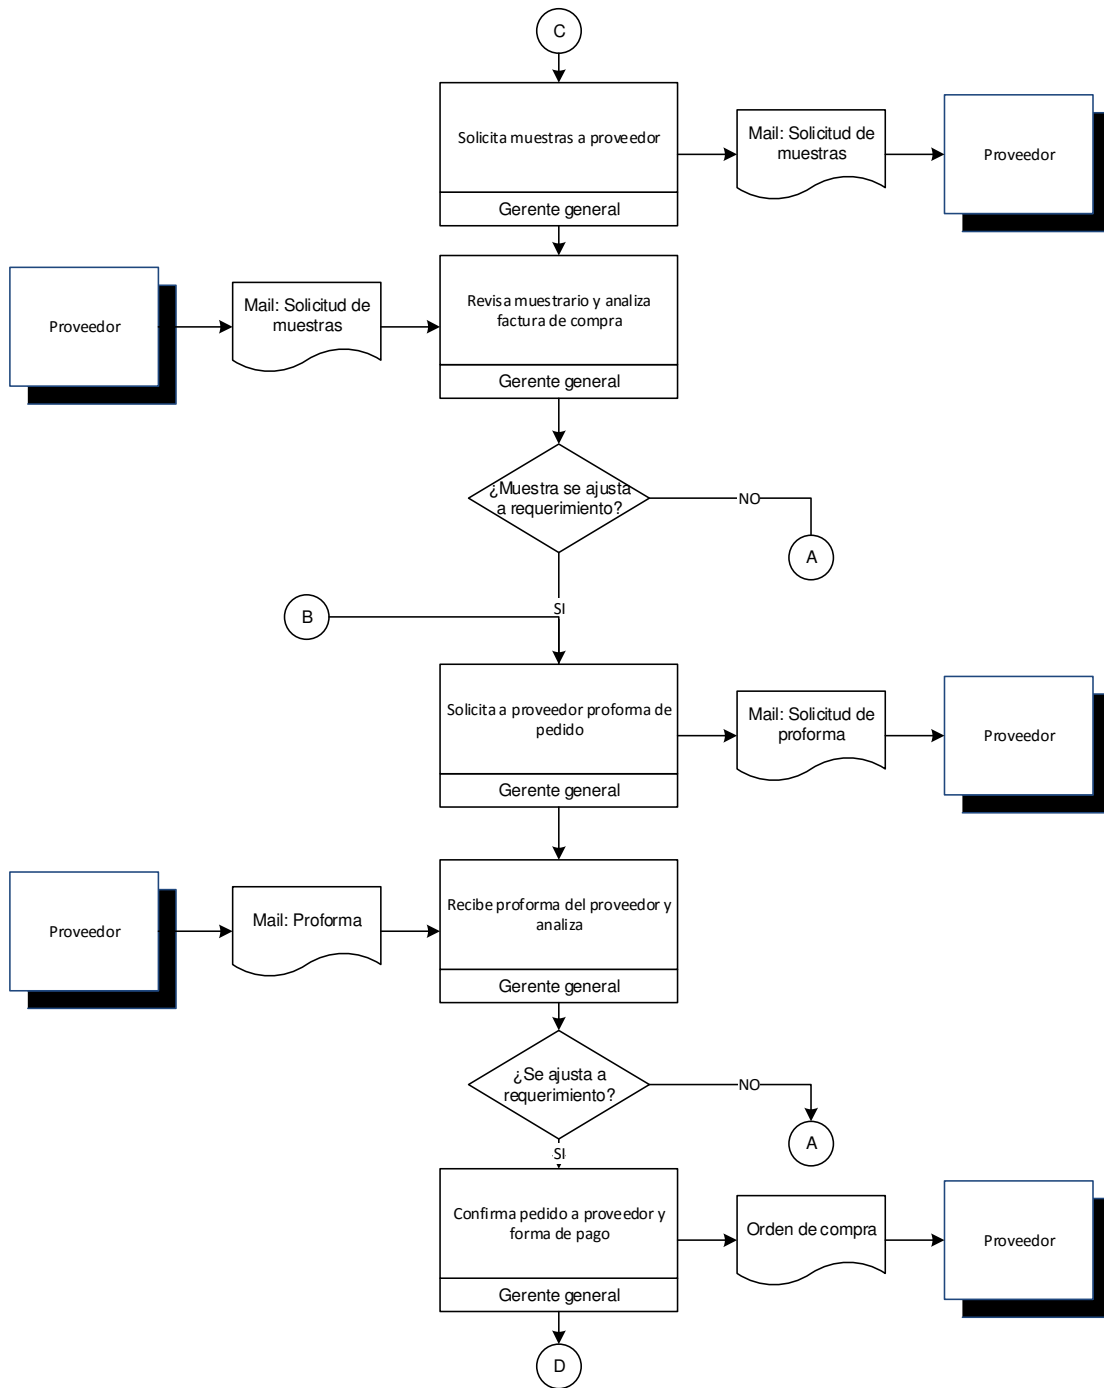 C
Solicita muestras a proveedor
Gerente general
Mail: Solicitud de
muestras
Proveedor
Proveedor
Mail: Solicitud de
muestras
Revisa muestrario y analiza
factura de compra
Gerente general
¿Muestra se ajusta
a requerimiento?
NO
A
SI
B
Solicita a proveedor proforma de
pedido
Gerente general
Mail: Solicitud de
proforma
Proveedor
Proveedor
Mail: Proforma
Recibe proforma del proveedor y
analiza
Gerente general
¿Se ajusta a
requerimiento?
NO
A
SI
Confirma pedido a proveedor y
forma de pago
Gerente general
Orden de compra
Proveedor
D